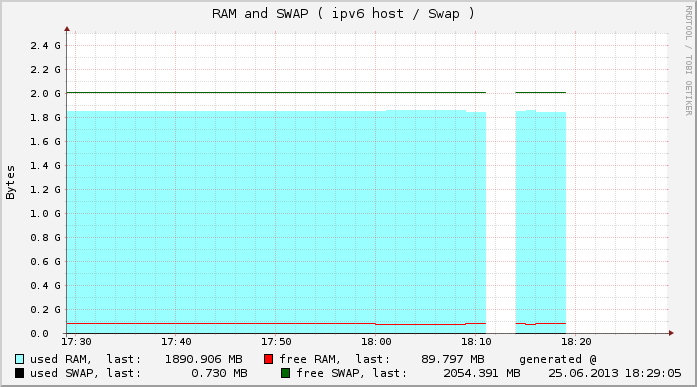 RAM and SWAP ( ipv6 host / Swap )
RRDTOOL / TOBI OETIKER
Bytes
2.4 G
2.2 G
2.0 G
1.8 G
1.6 G
1.4 G
1.2 G
1.0 G
0.8 G
0.6 G
0.4 G
0.2 G
0.0
17:30 17:40 17:50 18:00 18:10 18:20
used RAM, last: 1890.906 MB free RAM, last: 89.797 MB generated @
used SWAP, last: 0.730 MB free SWAP, last: 2054.391 MB 25.06.2013 18:29:05